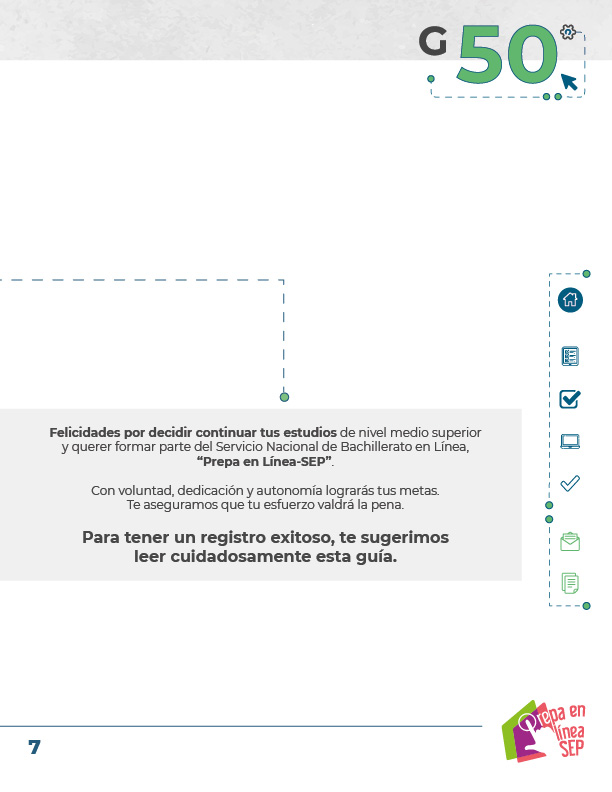 G 50
Felicidades por decidir continuar tus estudios de nivel medio superior
y querer formar parte del Servicio Nacional de Bachillerato en Línea,
“Prepa en Línea-SEP”.
Con voluntad, dedicación y autonomía lograrás tus metas.
Te aseguramos que tu esfuerzo valdrá la pena.
Para tener un registro exitoso, te sugerimos
leer cuidadosamente esta guía.
Prepa en
línea
SEP
7